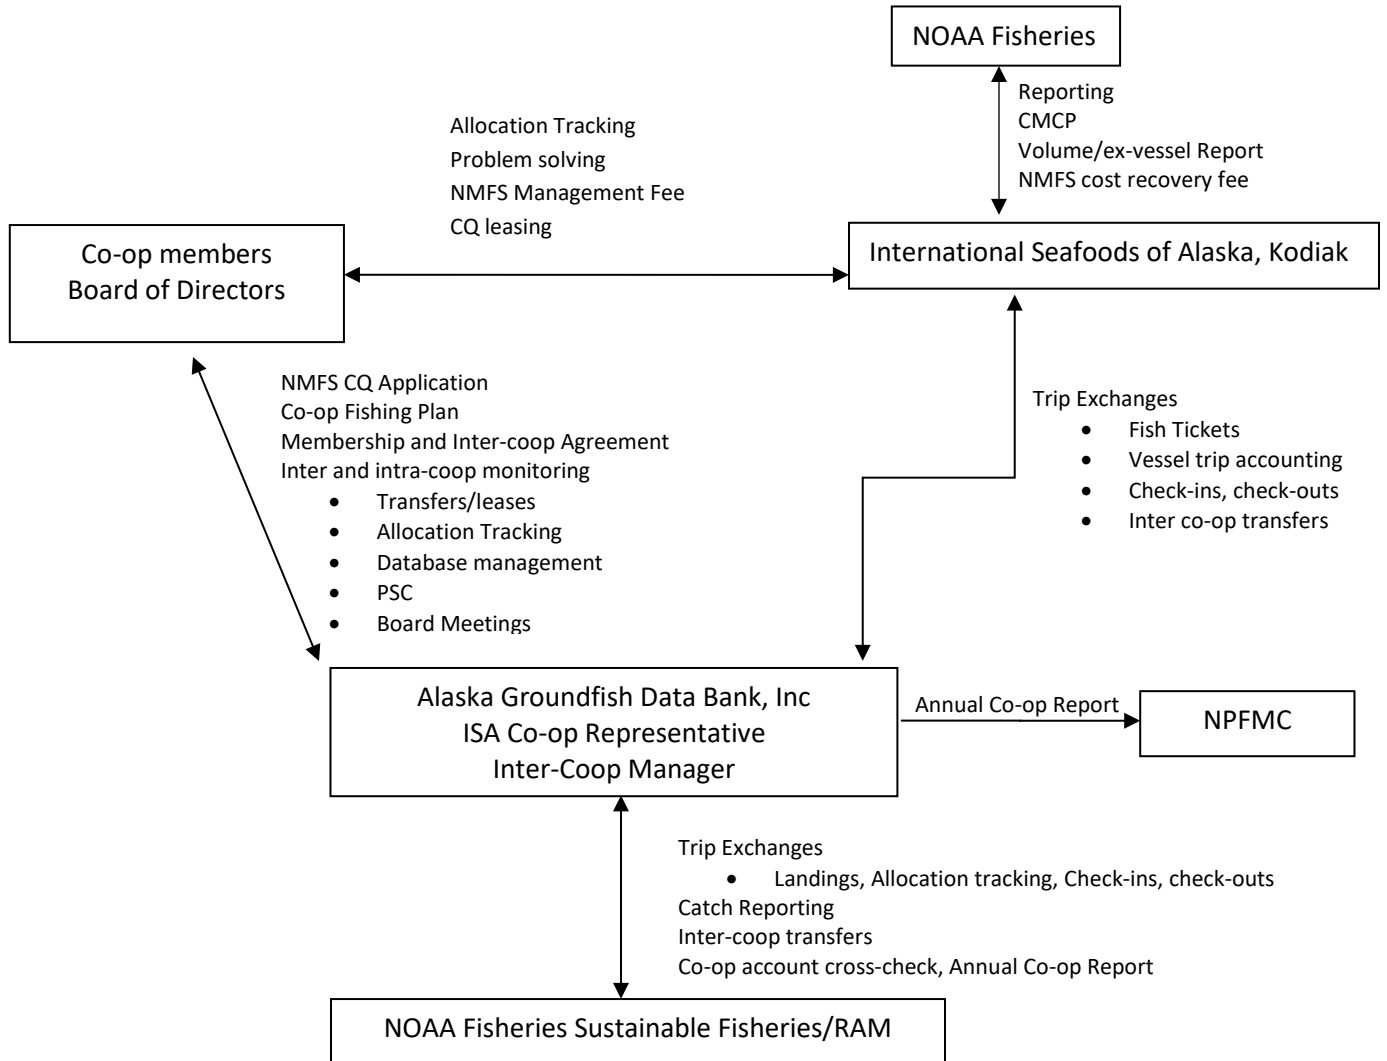 NOAA Fisheries
Reporting
CMCP
Volume/ex-vessel Report
NMFS cost recovery fee
Allocation Tracking
Problem solving
NMFS Management Fee
CQ leasing
Co-op members
Board of Directors
International Seafoods of Alaska, Kodiak
NMFS CQ Application
Co-op Fishing Plan
Membership and Inter-coop Agreement
Inter and intra-coop monitoring
• Transfers/leases
• Allocation Tracking
• Database management
• PSC
• Board Meetings
Trip Exchanges
• Fish Tickets
• Vessel trip accounting
• Check-ins, check-outs
• Inter co-op transfers
Alaska Groundfish Data Bank, Inc
ISA Co-op Representative
Inter-Coop Manager
Annual Co-op Report
NPFMC
Trip Exchanges
• Landings, Allocation tracking, Check-ins, check-outs
Catch Reporting
Inter-coop transfers
Co-op account cross-check, Annual Co-op Report
NOAA Fisheries Sustainable Fisheries/RAM